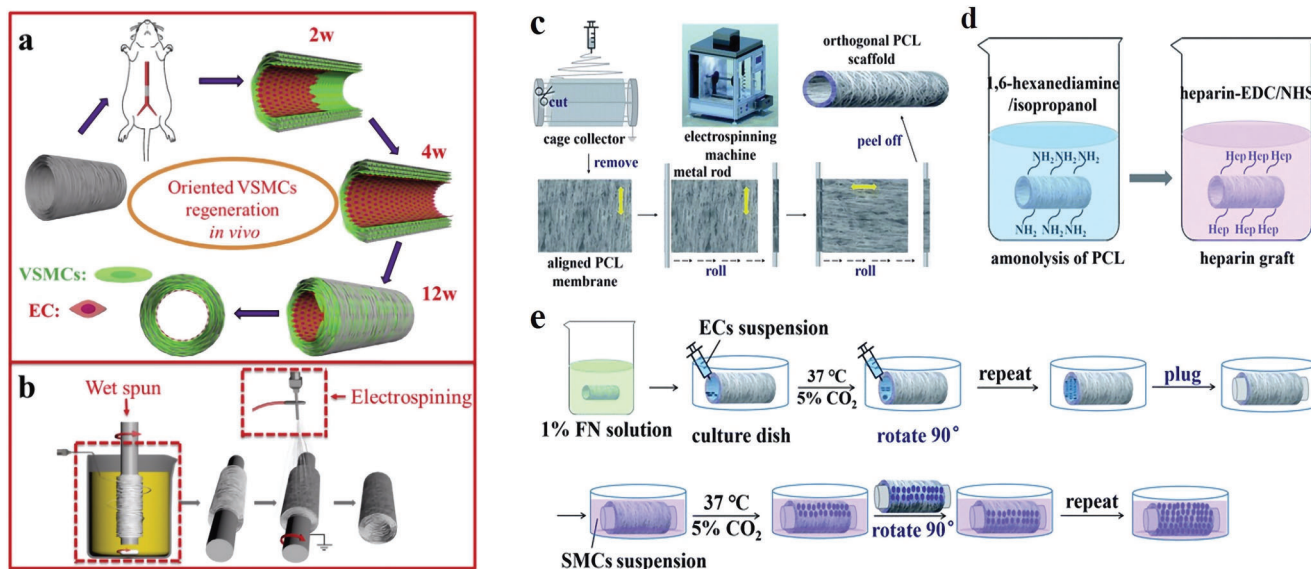 a
2w
4w
Oriented VSMCs
regeneration
in vivo
12w
VSMCs:
EC:
b
Wet spun
Electrospining
c
cut
cage collector
remove
electrospinning
machine
orthogonal PCL
scaffold
peel off
metal rod
aligned PCL
membrane
roll
roll
d
1,6-hexanediamine
/isopropanol
NH₂ NH₂ NH₂
NH₂ NH₂ NH₂
amonolysis of PCL
heparin-EDC/NHS
Hep Hep Hep
Hep Hep Hep
heparin graft
e
1% FN solution
ECs suspension
culture dish
37 °C
5% CO₂
rotate 90°
repeat
plug
SMCs suspension
37 °C
5% CO₂
rotate 90°
repeat